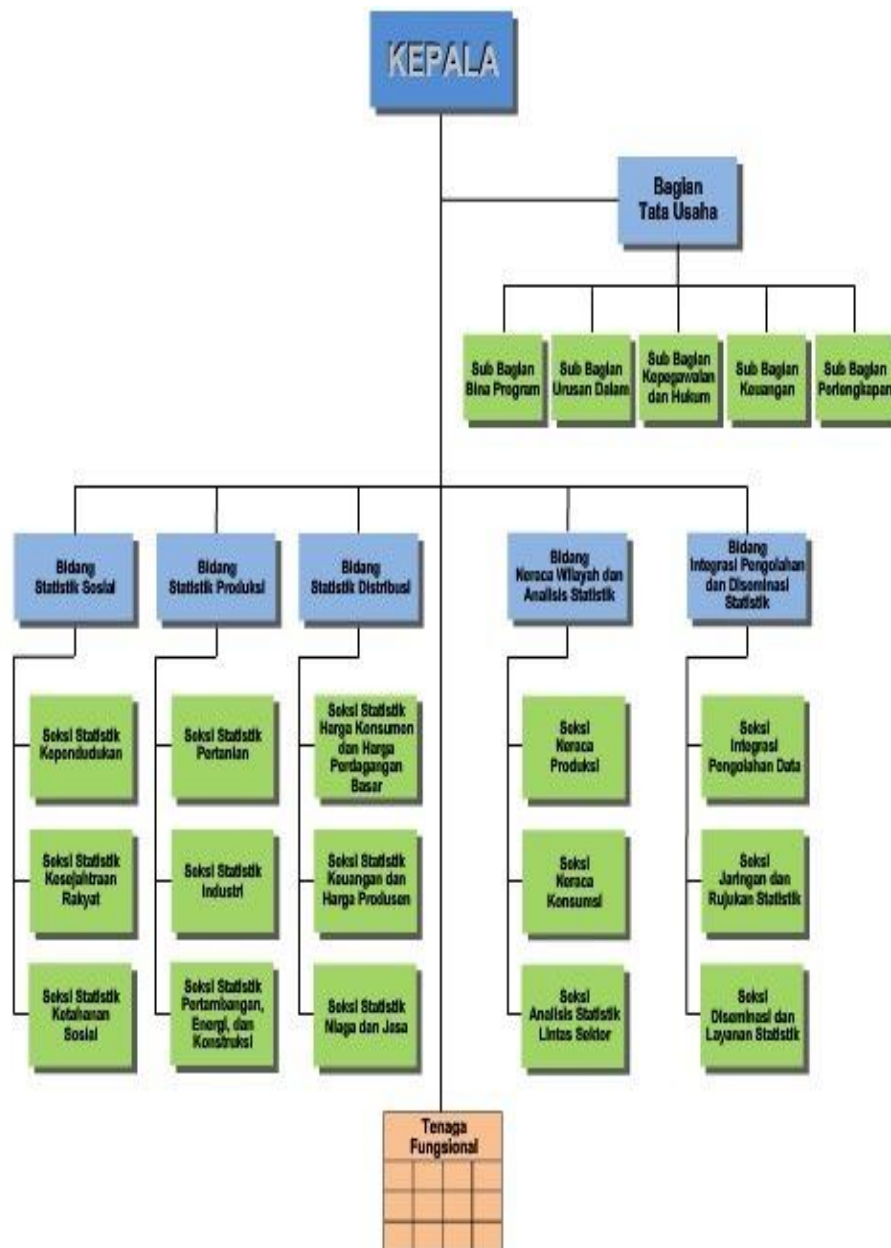 KEPALA
Bagian
Tata Usaha
Sub Bagian
Bina Program
Sub Bagian
Urusan Dalam
Sub Bagian
Kepegawaian
dan Hukum
Sub Bagian
Keuangan
Sub Bagian
Perlengkapan
Bidang
Statistik Sosial
Bidang
Statistik Produksi
Bidang
Statistik Distribusi
Bidang
Neraca Wilayah dan
Analisis Statistik
Bidang
Integrasi Pengolahan
dan Diseminasi
Statistik
Seksi Statistik
Kependudukan
Seksi Statistik
Kesejahtraan
Rakyat
Seksi Statistik
Ketahanan
Sosial
Seksi Statistik
Pertanian
Seksi Statistik
Industri
Seksi Statistik
Pertambangan,
Energi, dan
Konstruksi
Seksi Statistik
Harga Konsumen
dan Harga
Perdagangan
Besar
Seksi Statistik
Keuangan dan
Harga Produsen
Seksi Statistik
Niaga dan Jasa
Seksi
Neraca
Produksi
Seksi
Neraca
Konsumsi
Seksi
Analisis Statistik
Lintas Sektor
Seksi
Integrasi
Pengolahan Data
Seksi
Jaringan dan
Rujukan Statistik
Seksi
Diseminasi dan
Layanan Statistik
Tenaga
Fungsional